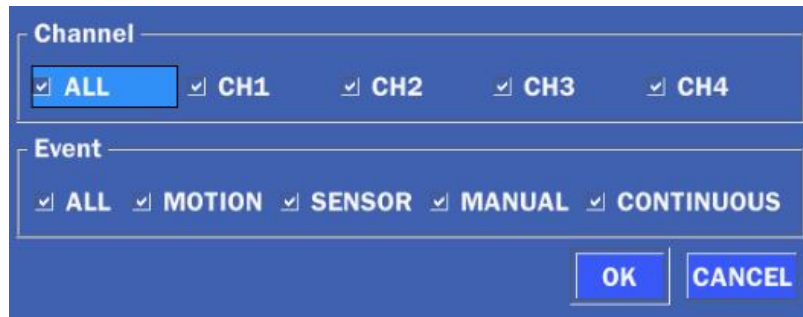 Channel
ALL CH1 CH2 CH3 CH4
Event
ALL MOTION SENSOR MANUAL CONTINUOUS
OK CANCEL